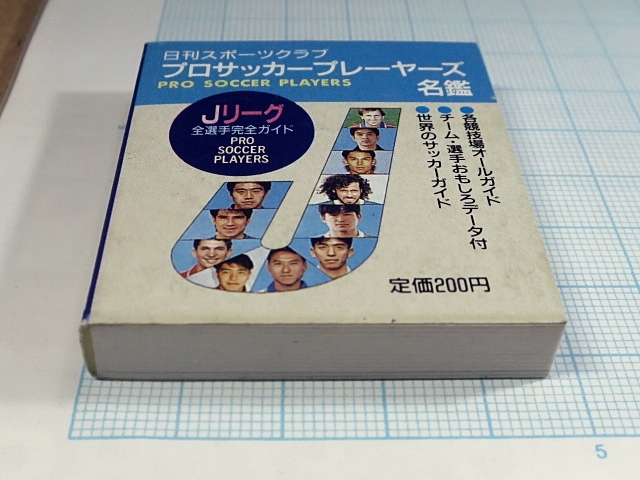 日刊スポーツクラブ
プロサッカープレーヤーズ
名鑑
PRO SOCCER PLAYERS
Jリーグ
全選手完全ガイド
PRO
SOCCER
PLAYERS
●各競技場オールガイド
●チーム・選手おもしろデータ付
●世界のサッカーガイド
定価200円
5